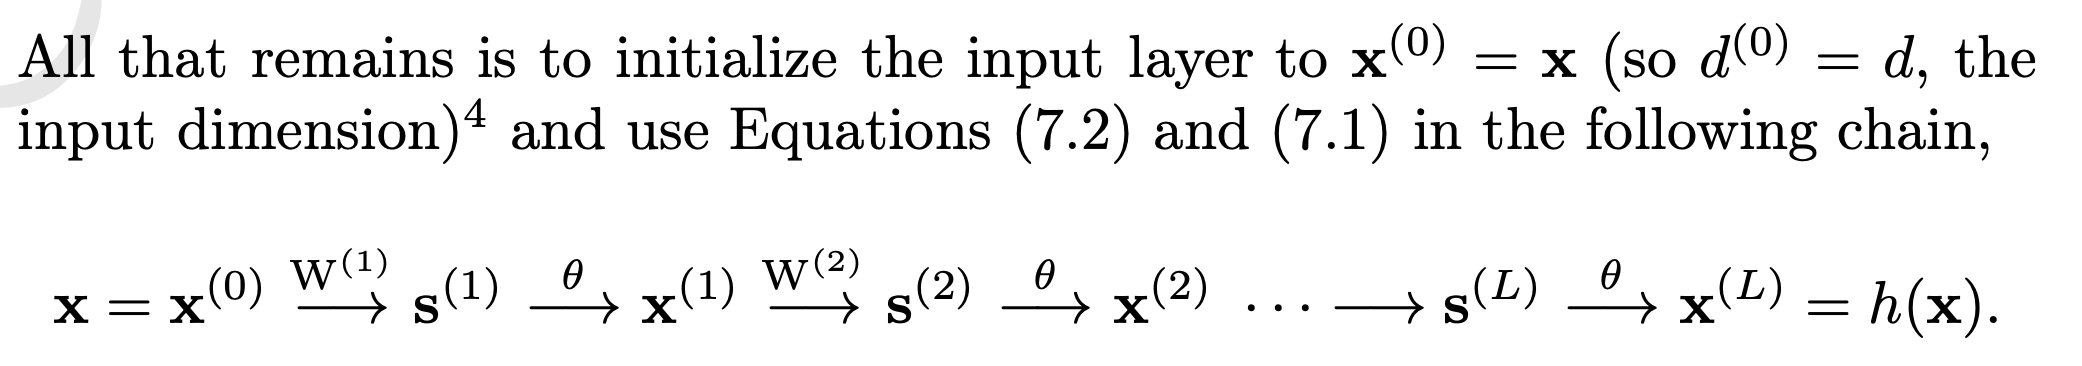 All that remains is to initialize the input layer to x⁽⁰⁾ = x (so d⁽⁰⁾ = d, the
input dimension)⁴ and use Equations (7.2) and (7.1) in the following chain,
x = x⁽⁰⁾ —W⁽¹⁾→ s⁽¹⁾ —θ→ x⁽¹⁾ —W⁽²⁾→ s⁽²⁾ —θ→ x⁽²⁾ ⋯ ⟶ s⁽ᴸ⁾ —θ→ x⁽ᴸ⁾ = h(x).